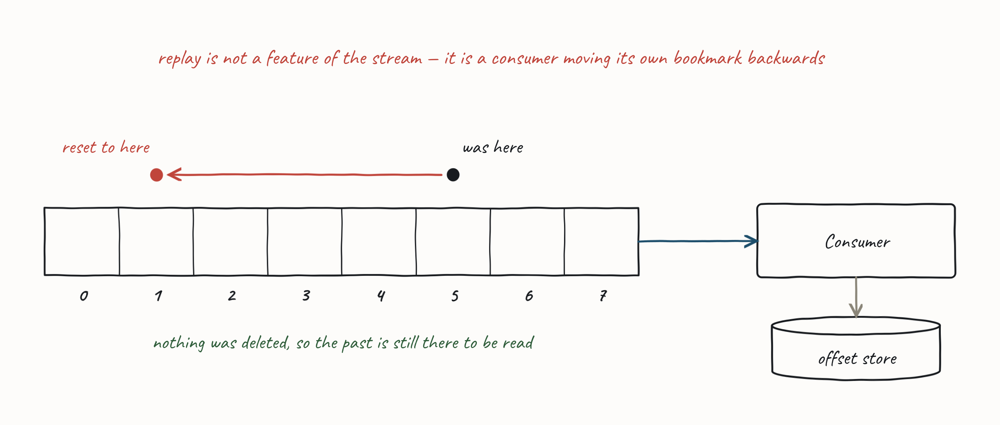 replay is not a feature of the stream — it is a consumer moving its own bookmark backwards
reset to here
was here
Consumer
0 1 2 3 4 5 6 7
nothing was deleted, so the past is still there to be read
offset store